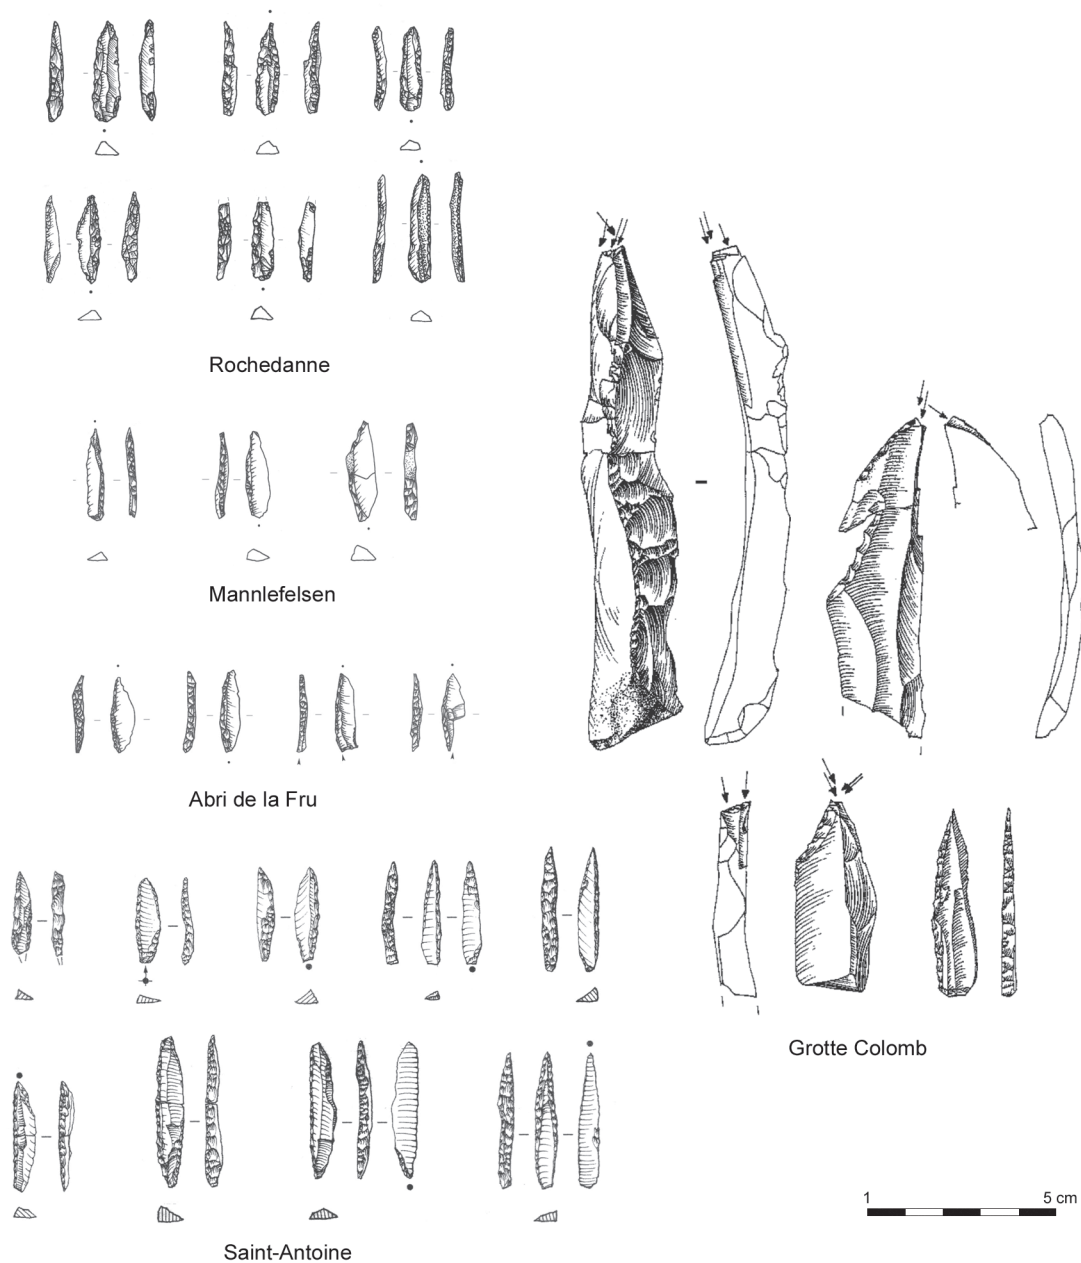 Rochedanne
Mannlefelsen
Abri de la Fru
Saint-Antoine
Grotte Colomb
1 5 cm